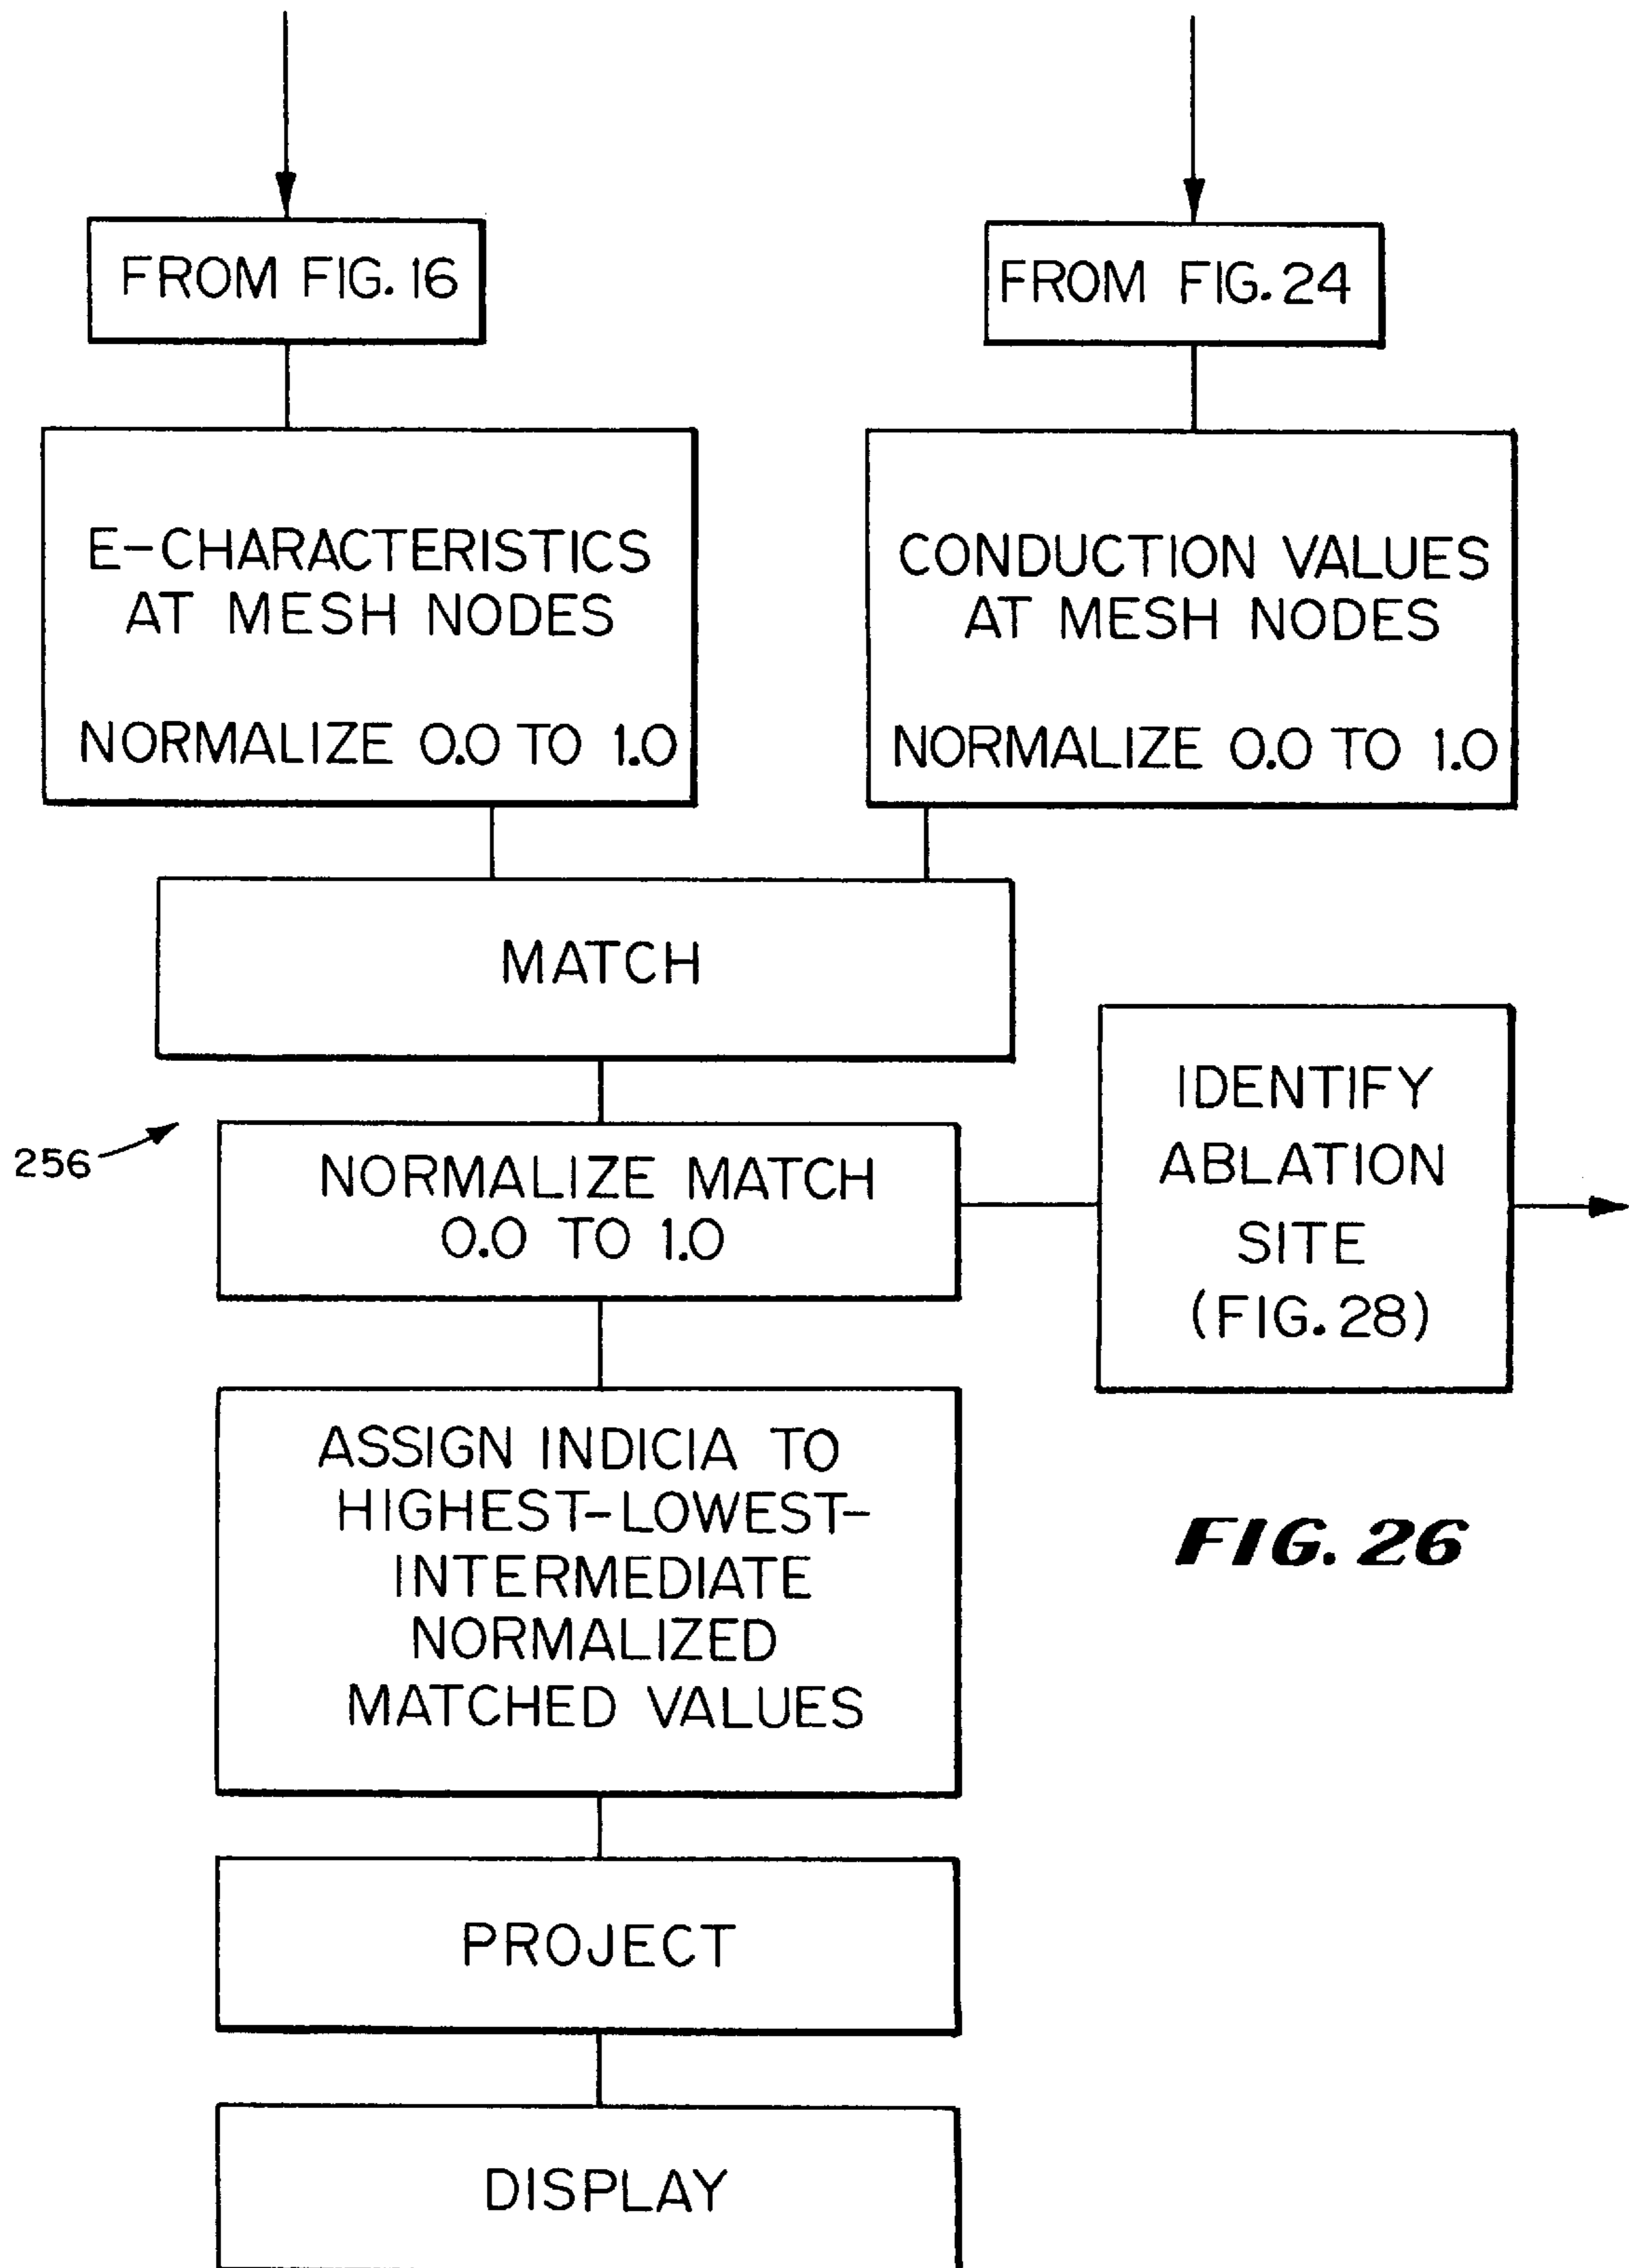 FROM FIG. 16
FROM FIG. 24
E-CHARACTERISTICS
AT MESH NODES
NORMALIZE 0.0 TO 1.0
CONDUCTION VALUES
AT MESH NODES
NORMALIZE 0.0 TO 1.0
MATCH
256
NORMALIZE MATCH
0.0 TO 1.0
IDENTIFY
ABLATION
SITE
(FIG. 28)
ASSIGN INDICIA TO
HIGHEST-LOWEST-
INTERMEDIATE
NORMALIZED
MATCHED VALUES
FIG. 26
PROJECT
DISPLAY